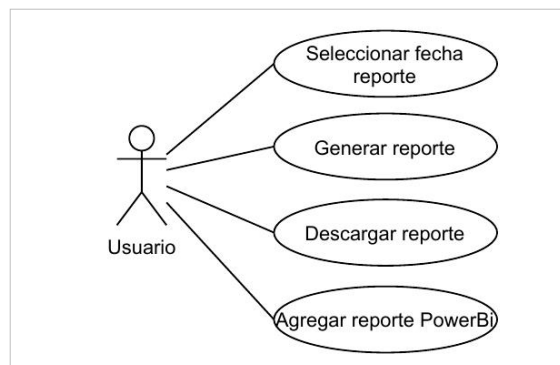 Seleccionar fecha
reporte
Generar reporte
Descargar reporte
Usuario
Agregar reporte PowerBi